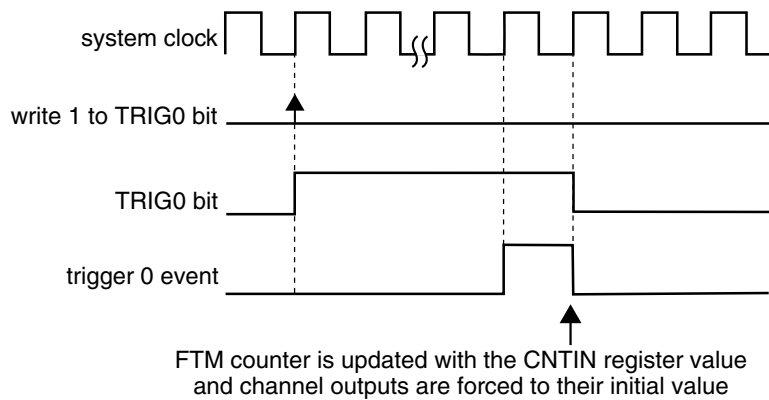 system clock
write 1 to TRIG0 bit
TRIG0 bit
trigger 0 event
FTM counter is updated with the CNTIN register value
and channel outputs are forced to their initial value